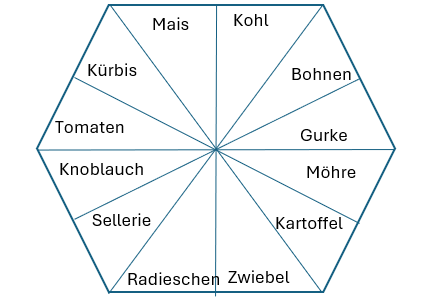 Mais
Kohl
Kürbis
Bohnen
Tomaten
Gurke
Knoblauch
Möhre
Sellerie
Kartoffel
Radieschen
Zwiebel